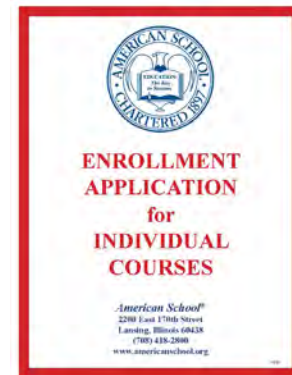 AMERICAN SCHOOL
EDUCATION
The Key
to Success
CHARTERED 1897
ENROLLMENT
APPLICATION
for
INDIVIDUAL
COURSES
American School®
2200 East 170th Street
Lansing, Illinois 60438
(708) 418-2800
www.americanschool.org